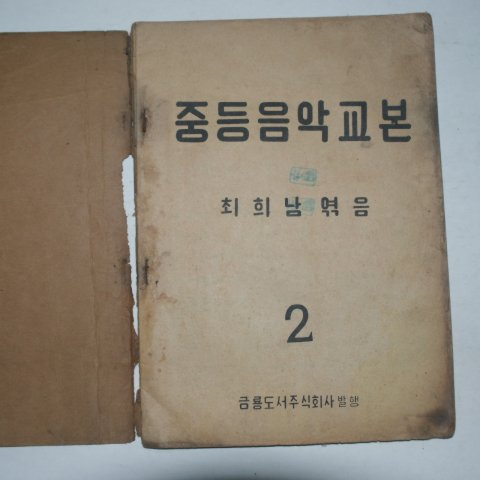 중등음악교본
최희남 엮음
2
금룡도서주식회사 발행